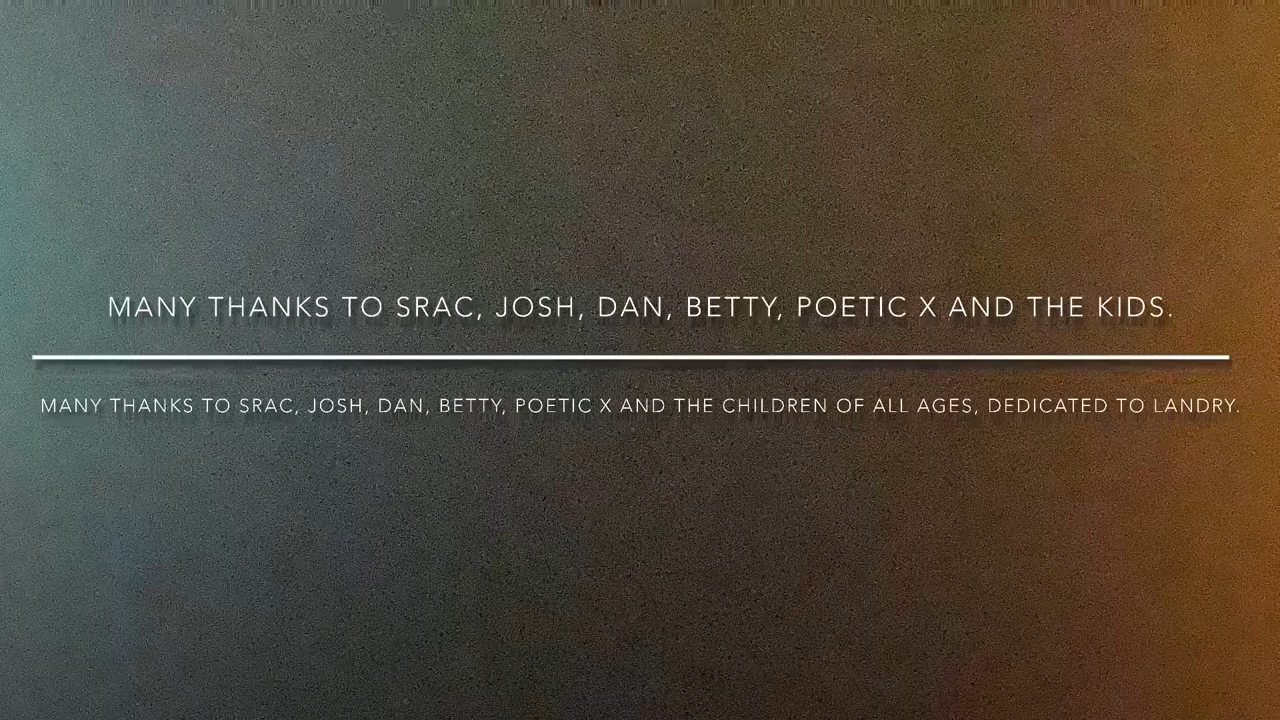 MANY THANKS TO SRAC, JOSH, DAN, BETTY, POETIC X AND THE KIDS.
MANY THANKS TO SRAC, JOSH, DAN, BETTY, POETIC X AND THE CHILDREN OF ALL AGES, DEDICATED TO LANDRY.